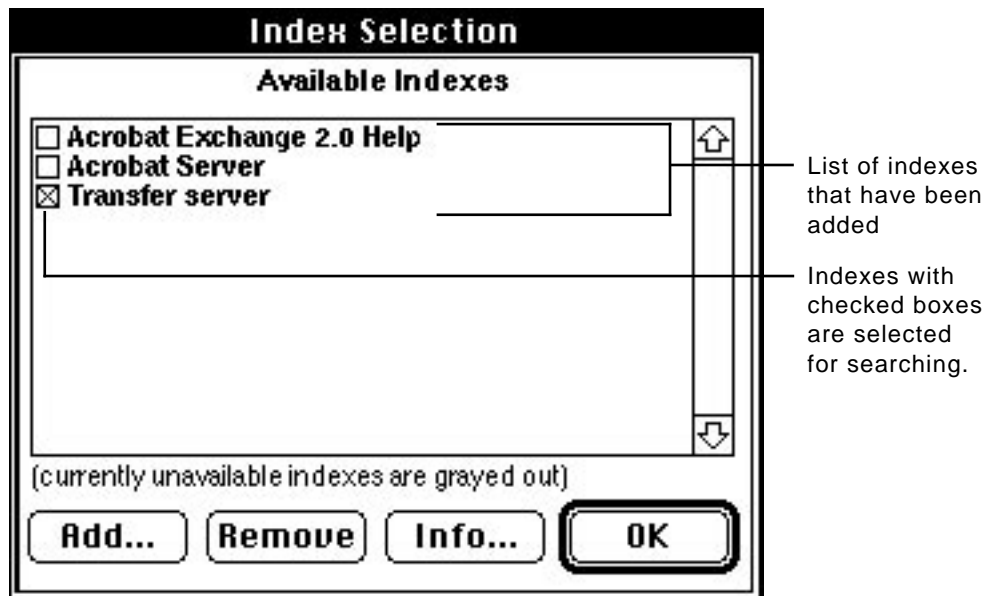 Index Selection
Available Indexes
Acrobat Exchange 2.0 Help
Acrobat Server
Transfer server
List of indexes
that have been
added
Indexes with
checked boxes
are selected
for searching.
(currently unavailable indexes are grayed out)
Add...
Remove
Info...
OK